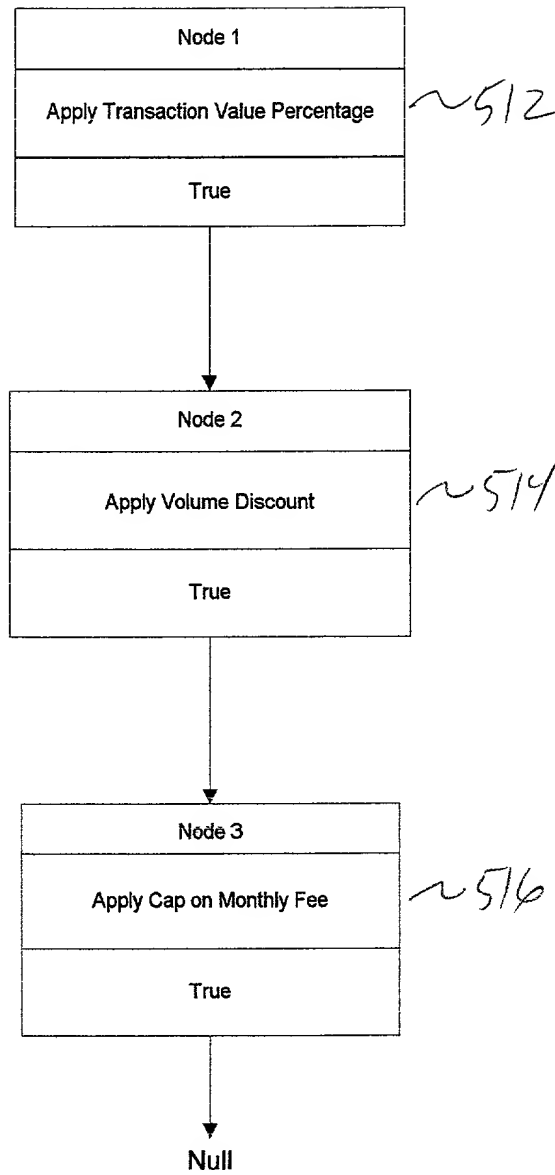 Node 1
Apply Transaction Value Percentage
~512
True
Node 2
Apply Volume Discount
~514
True
Node 3
Apply Cap on Monthly Fee
~516
True
Null